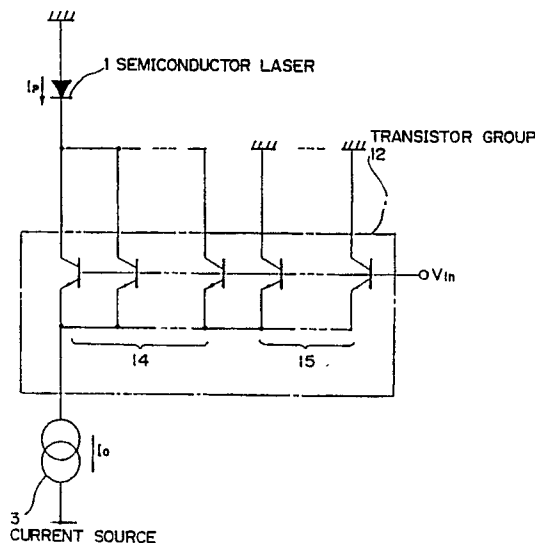 1 SEMICONDUCTOR LASER
Ip
TRANSISTOR GROUP
12
Vin
14
15
Io
3
CURRENT SOURCE